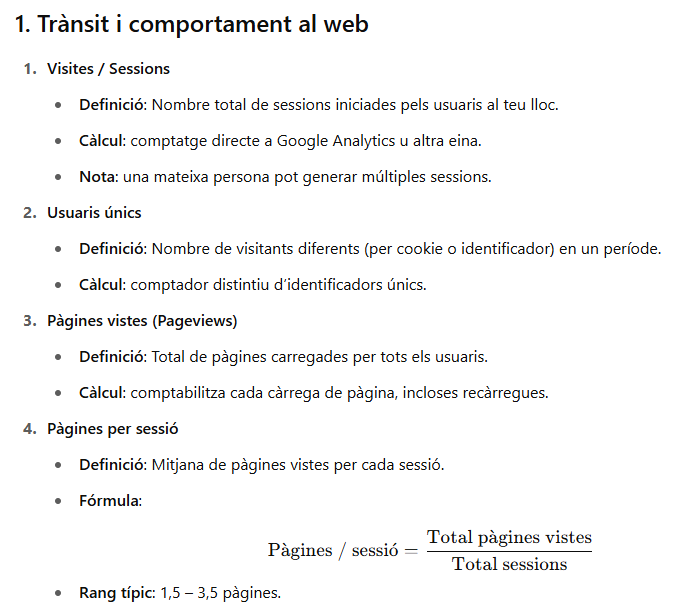 1. Trànsit i comportament al web
1. Visites / Sessions
• Definició: Nombre total de sessions iniciades pels usuaris al teu lloc.
• Càlcul: comptatge directe a Google Analytics u altra eina.
• Nota: una mateixa persona pot generar múltiples sessions.
2. Usuaris únics
• Definició: Nombre de visitants diferents (per cookie o identificador) en un període.
• Càlcul: comptador distintiu d’identificadors únics.
3. Pàgines vistes (Pageviews)
• Definició: Total de pàgines carregades per tots els usuaris.
• Càlcul: comptabilitza cada càrrega de pàgina, incloses recàrregues.
4. Pàgines per sessió
• Definició: Mitjana de pàgines vistes per cada sessió.
• Fórmula:
Pàgines / sessió = Total pàgines vistes
Total sessions
• Rang típic: 1,5 – 3,5 pàgines.